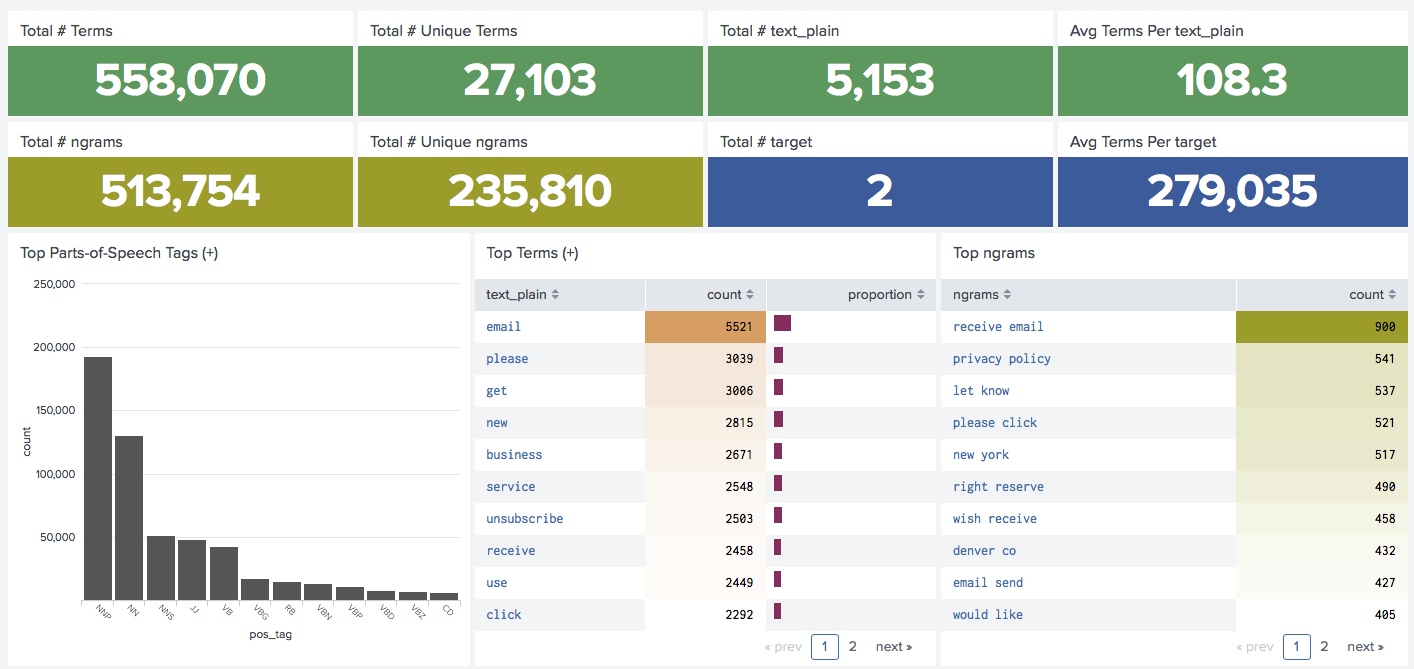 Total # Terms
Total # Unique Terms
Total # text_plain
Avg Terms Per text_plain
558,070
27,103
5,153
108.3
Total # ngrams
Total # Unique ngrams
Total # target
Avg Terms Per target
513,754
235,810
2
279,035
Top Parts-of-Speech Tags (+)
250,000
200,000
150,000
100,000
50,000
count
NNP NN NNS JJ VB VBG RB VBN VBP VBD VBZ CD
pos_tag
Top Terms (+)
text_plain count proportion
email 5521
please 3039
get 3006
new 2815
business 2671
service 2548
unsubscribe 2503
receive 2458
use 2449
click 2292
« prev 1 2 next »
Top ngrams
ngrams count
receive email 900
privacy policy 541
let know 537
please click 521
new york 517
right reserve 490
wish receive 458
denver co 432
email send 427
would like 405
« prev 1 2 next »